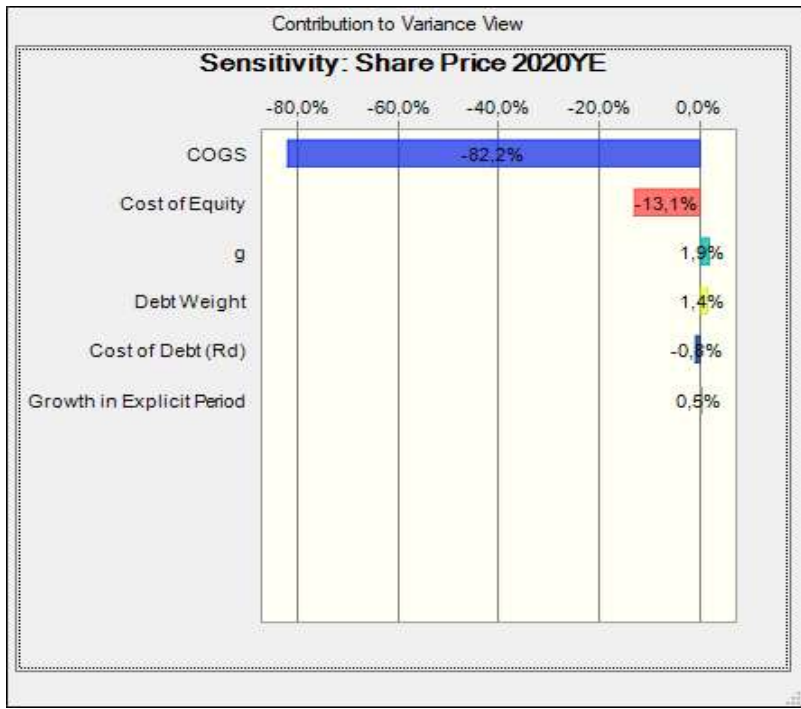 Contribution to Variance View
Sensitivity: Share Price 2020YE
-80,0% -60,0% -40,0% -20,0% 0,0%
COGS -82,2%
Cost of Equity -13,1%
g 1,9%
Debt Weight 1,4%
Cost of Debt (Rd) -0,8%
Growth in Explicit Period 0,5%